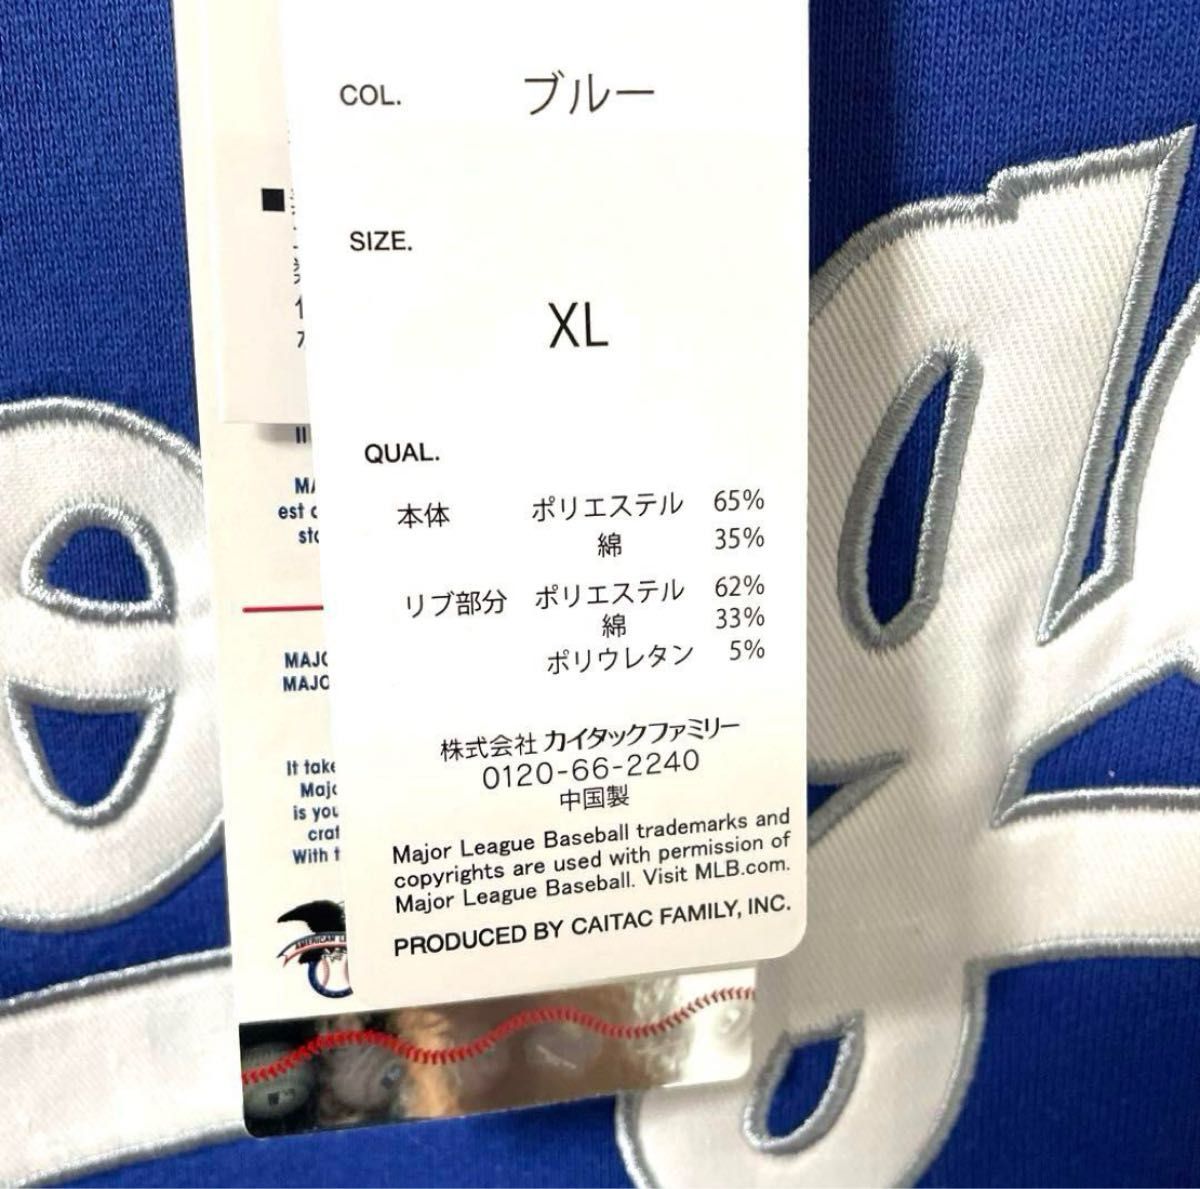 COL. ブルー
SIZE.
XL
QUAL.
本体 ポリエステル 65%
綿 35%
リブ部分 ポリエステル 62%
綿 33%
ポリウレタン 5%
株式会社 カイタックファミリー
0120-66-2240
中国製
Major League Baseball trademarks and
copyrights are used with permission of
Major League Baseball. Visit MLB.com.
PRODUCED BY CAITAC FAMILY, INC.
est
MAJO
MAJO
It take
Majo
is you
craf
With t
AMERICAN